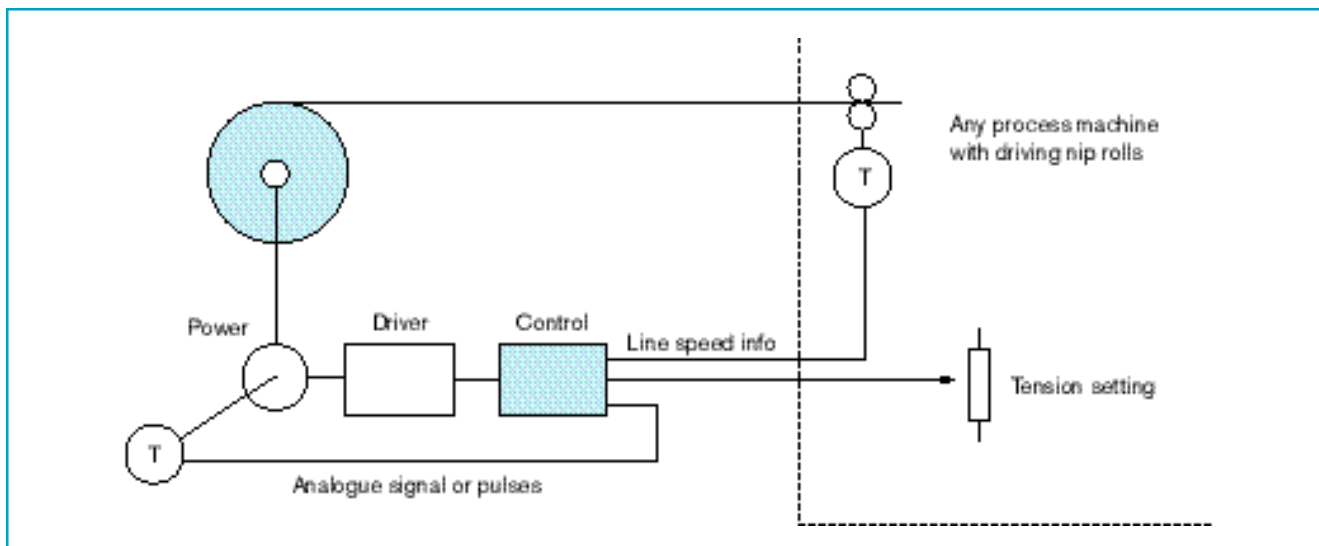 Any process machine
with driving nip rolls
T
Power
Driver
Control
Line speed info
Tension setting
T
Analogue signal or pulses